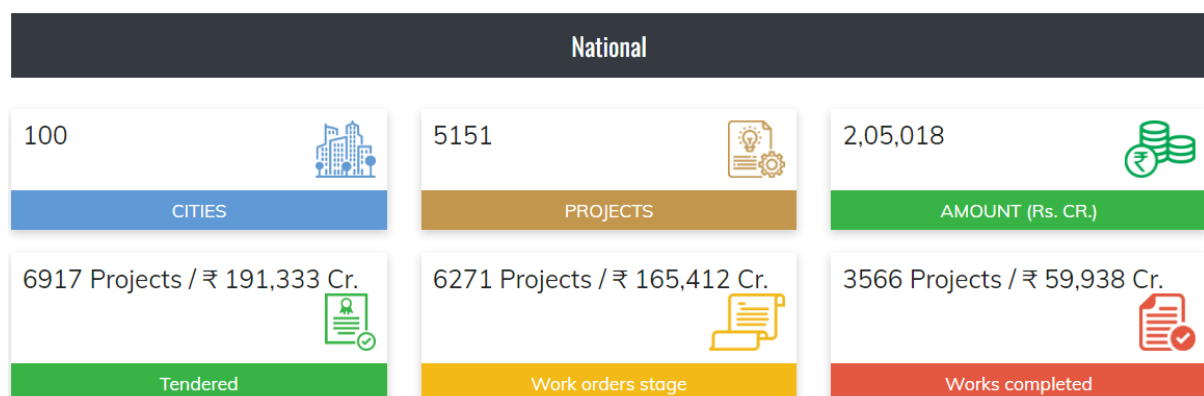 National
100
CITIES
5151
PROJECTS
2,05,018
₹
AMOUNT (Rs. CR.)
6917 Projects / ₹ 191,333 Cr.
Tendered
6271 Projects / ₹ 165,412 Cr.
Work orders stage
3566 Projects / ₹ 59,938 Cr.
Works completed